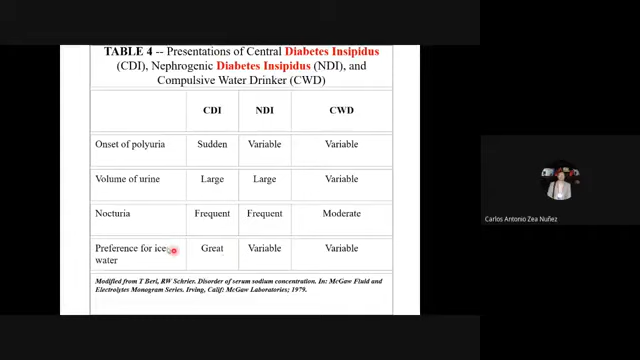 TABLE 4 -- Presentations of Central Diabetes Insipidus
(CDI), Nephrogenic Diabetes Insipidus (NDI), and
Compulsive Water Drinker (CWD)
CDI NDI CWD
Onset of polyuria Sudden Variable Variable
Volume of urine Large Large Variable
Nocturia Frequent Frequent Moderate
Preference for ice Great Variable Variable
water
Modified from T Berl, RW Schrier. Disorder of serum sodium concentration. In: McGaw Fluid and
Electrolytes Monogram Series. Irving, Calif: McGaw Laboratories; 1979.
Carlos Antonio Zea Nuñez